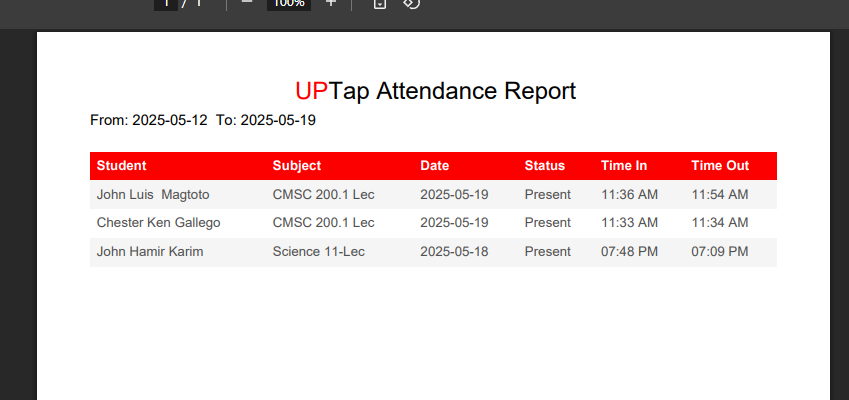 1 / 1 100%
UPTap Attendance Report
From: 2025-05-12 To: 2025-05-19
Student Subject Date Status Time In Time Out
John Luis Magtoto CMSC 200.1 Lec 2025-05-19 Present 11:36 AM 11:54 AM
Chester Ken Gallego CMSC 200.1 Lec 2025-05-19 Present 11:33 AM 11:34 AM
John Hamir Karim Science 11-Lec 2025-05-18 Present 07:48 PM 07:09 PM